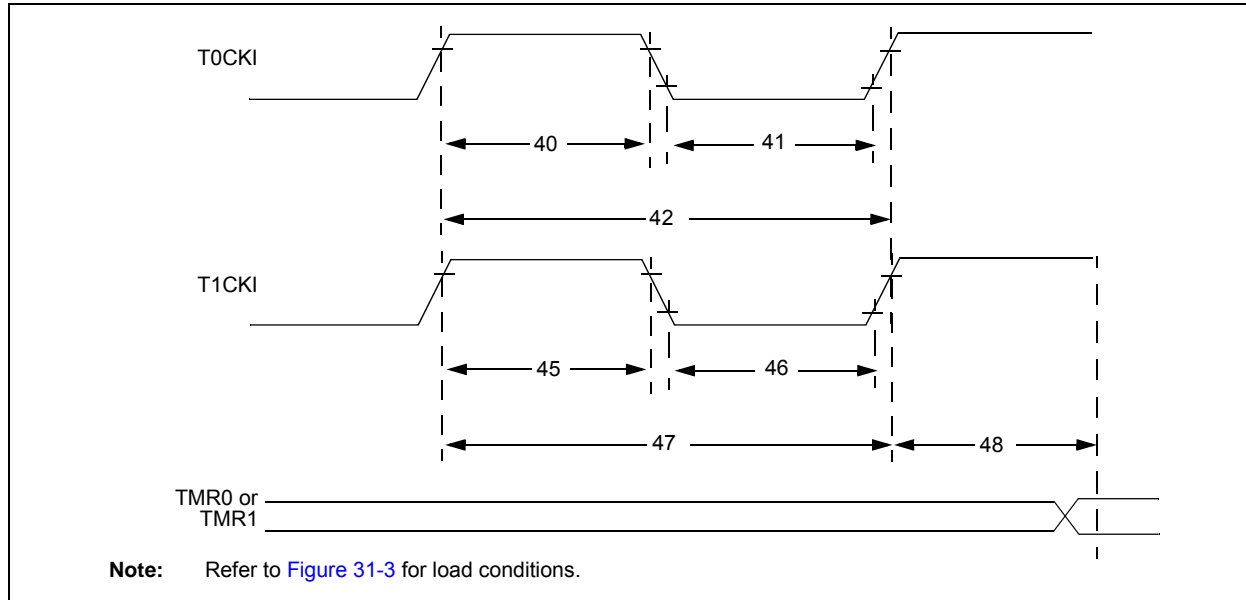 T0CKI
40
41
42
T1CKI
45
46
47
48
TMR0 or
TMR1
Note: Refer to Figure 31-3 for load conditions.